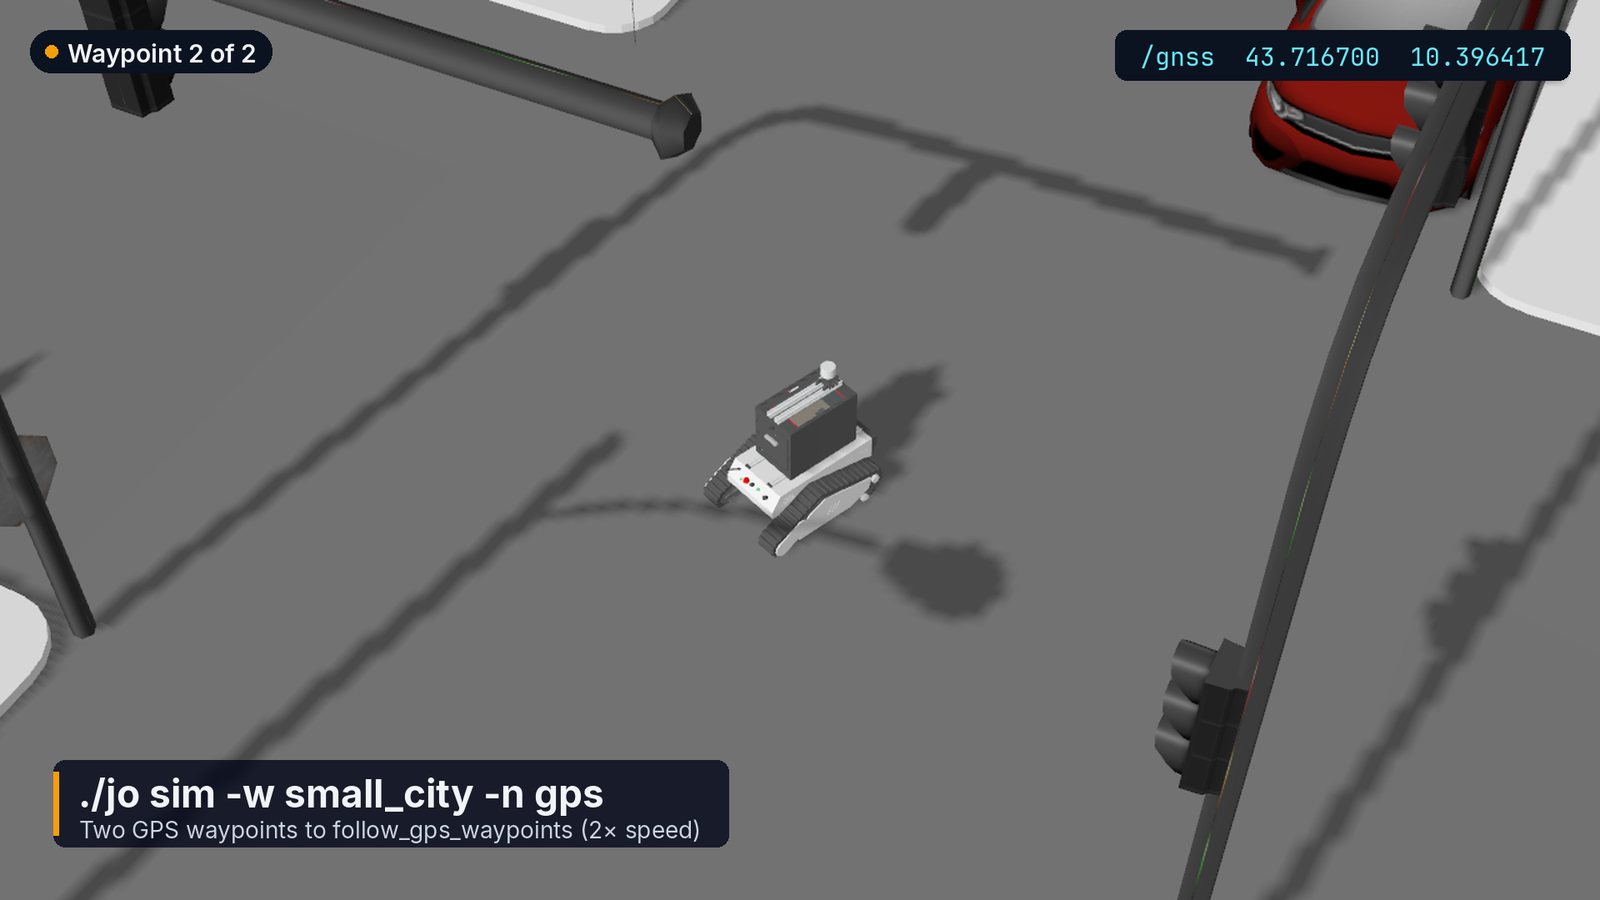 Waypoint 2 of 2
/gnss 43.716700 10.396417
./jo sim -w small_city -n gps
Two GPS waypoints to follow_gps_waypoints (2× speed)